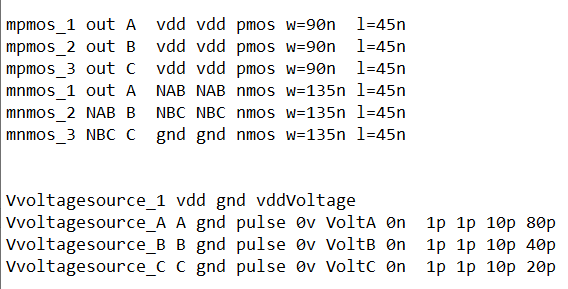 mpmos_1 out A  vdd vdd pmos w=90n  l=45n
mpmos_2 out B  vdd vdd pmos w=90n  l=45n
mpmos_3 out C  vdd vdd pmos w=90n  l=45n
mnmos_1 out A  NAB NAB nmos w=135n l=45n
mnmos_2 NAB B  NBC NBC nmos w=135n l=45n
mnmos_3 NBC C  gnd gnd nmos w=135n l=45n
Vvoltagesource_1 vdd gnd vddVoltage
Vvoltagesource_A A gnd pulse 0v VoltA 0n  1p 1p 10p 80p
Vvoltagesource_B B gnd pulse 0v VoltB 0n  1p 1p 10p 40p
Vvoltagesource_C C gnd pulse 0v VoltC 0n  1p 1p 10p 20p